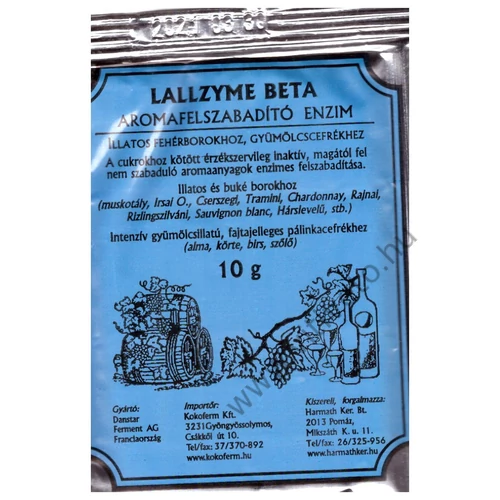 LALLZYME BETA
AROMAFELSZABADÍTÓ ENZIM
ILLATOS FEHÉRBOROKHOZ, GYÜMÖLCSCEFRÉKHEZ
A cukrokhoz kötött érzékszervileg inaktív, magától fel
nem szabaduló aromaanyagok enzimes felszabadítása.
Illatos és buké borokhoz
(muskotály, Irsai O., Cserszegi, Tramini, Chardonnay, Rajnai,
Rizlingszilváni, Sauvignon blanc, Hárslevelű, stb.)
Intenzív gyümölcsillatú, fajtajelleges pálinkacefrékhez
(alma, körte, birs, szőlő)
10 g
Gyártó:
Danstar
Ferment AG
Franciaország
Importőr:
Kokoferm Kft.
3231Gyöngyössolymos,
Csákkői út 10.
Tel/fax: 37/370-892
www.kokoferm.hu
Kiszereli, forgalmazza:
Harmath Ker. Bt.
2013 Pomáz,
Mikszáth K. u. 11.
Tel/fax: 26/325-956
www.harmathker.hu